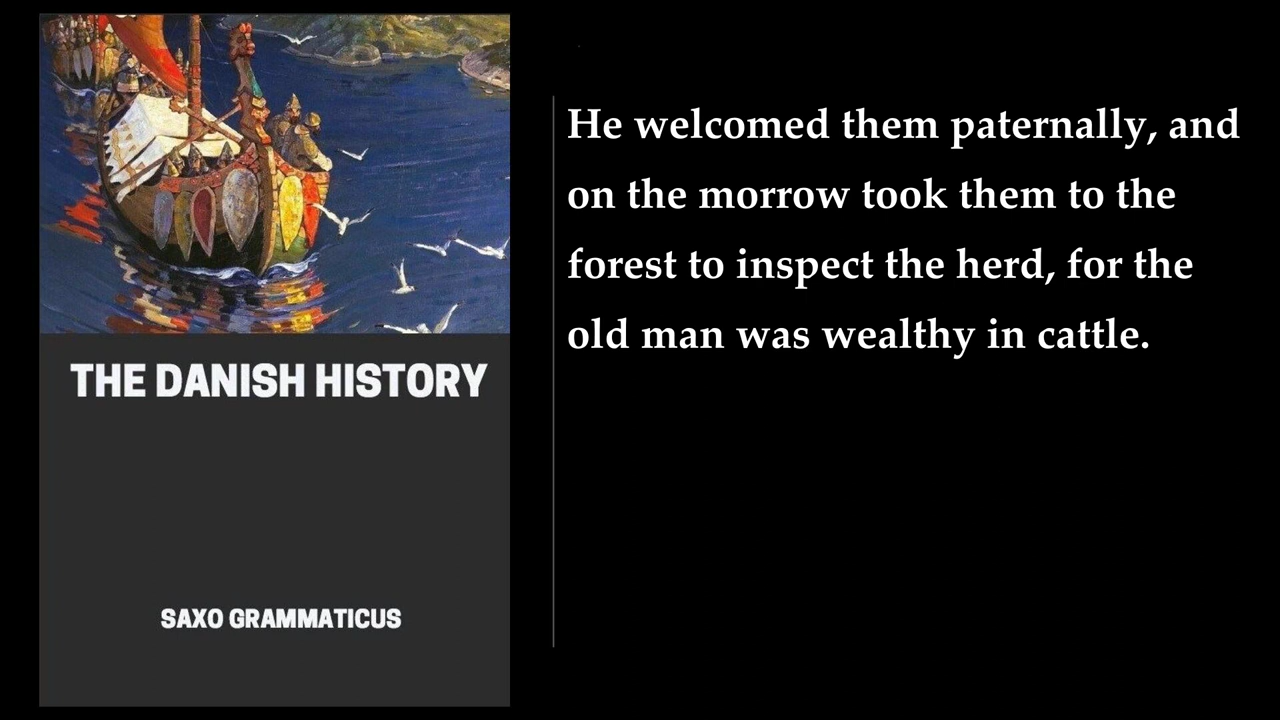 THE DANISH HISTORY
SAXO GRAMMATICUS
He welcomed them paternally, and
on the morrow took them to the
forest to inspect the herd, for the
old man was wealthy in cattle.